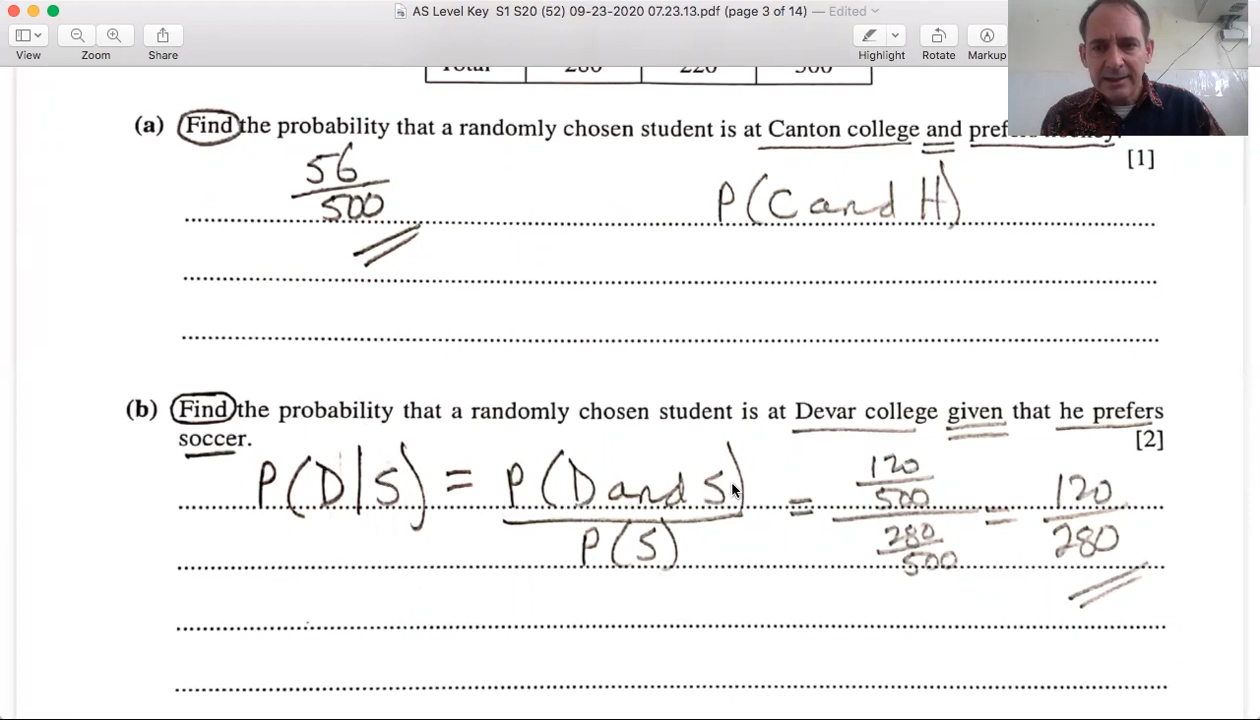 AS Level Key S1 S20 (52) 09-23-2020 07.23.13.pdf (page 3 of 14) — Edited
View Zoom Share Highlight Rotate Markup
Total 280 220 500
(a) Find the probability that a randomly chosen student is at Canton college and
[1]
56
500
P(C and H)
(b) Find the probability that a randomly chosen student is at Devar college given that he prefers
soccer.
[2]
P(D|S) = P(D and S) / P(S) = 120/500 / 280/500 = 120/280